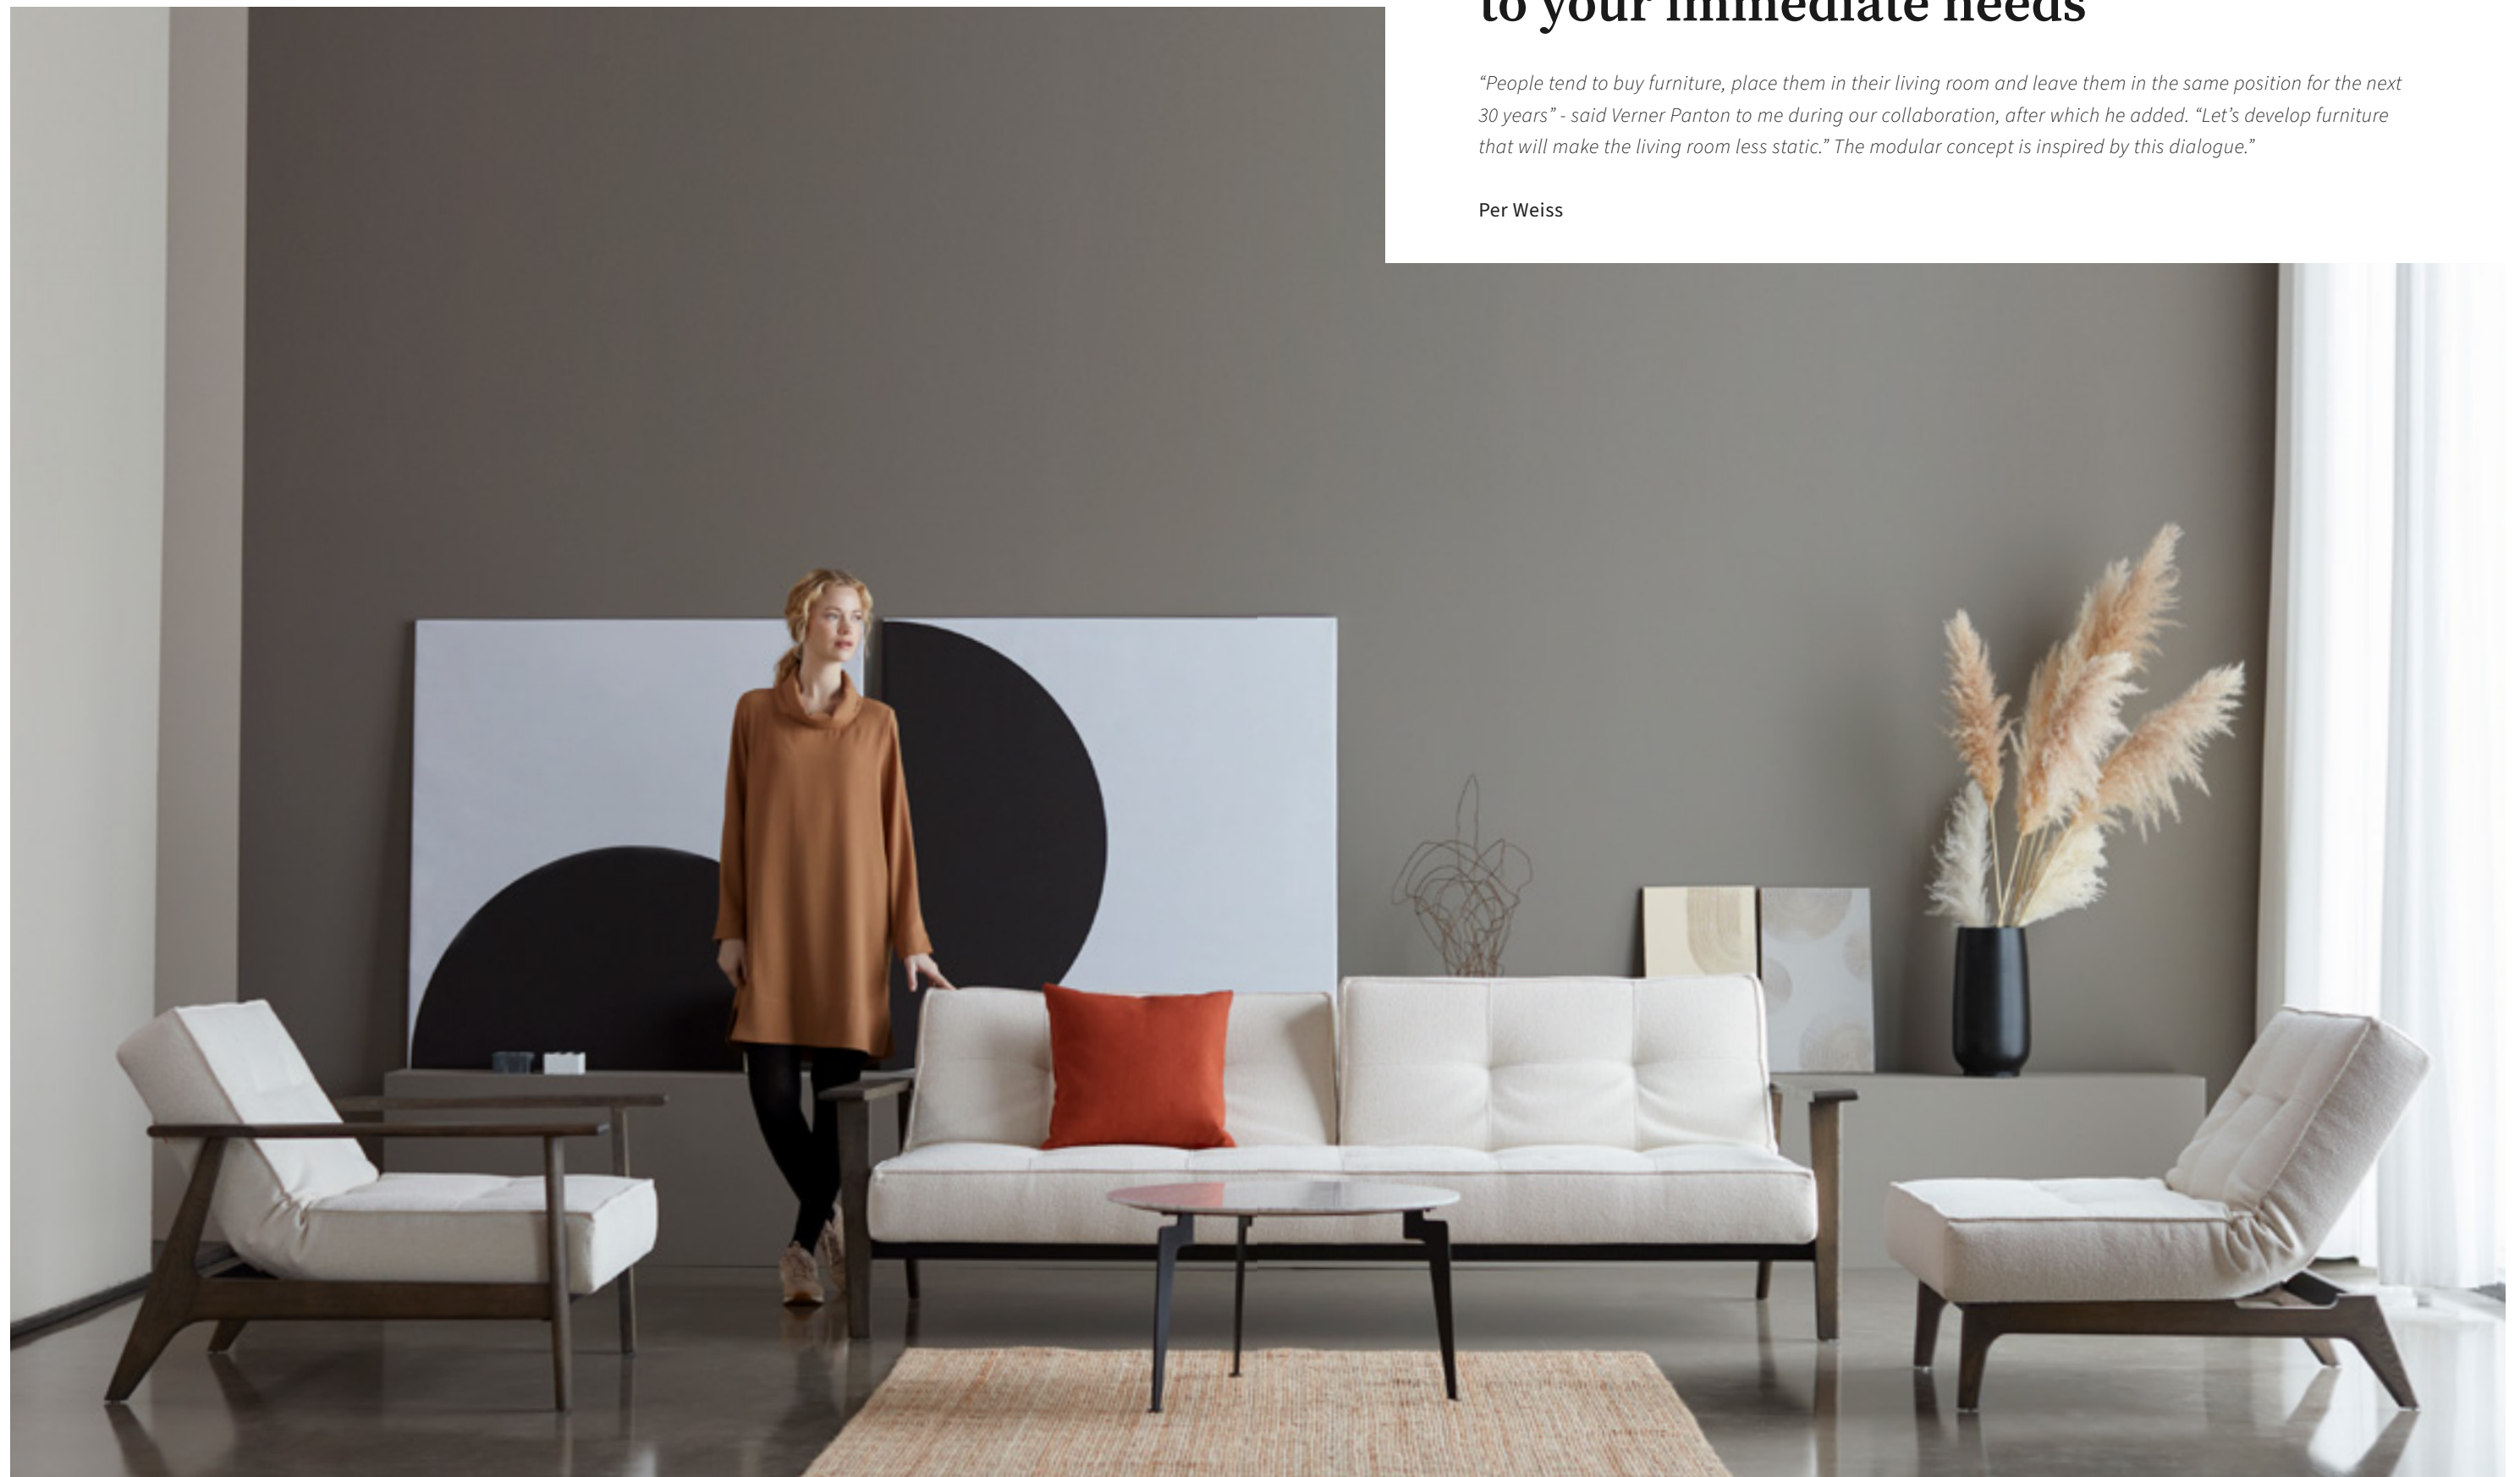 to your immediate needs
“People tend to buy furniture, place them in their living room and leave them in the same position for the next
30 years” - said Verner Panton to me during our collaboration, after which he added. “Let’s develop furniture
that will make the living room less static.” The modular concept is inspired by this dialogue.”
Per Weiss